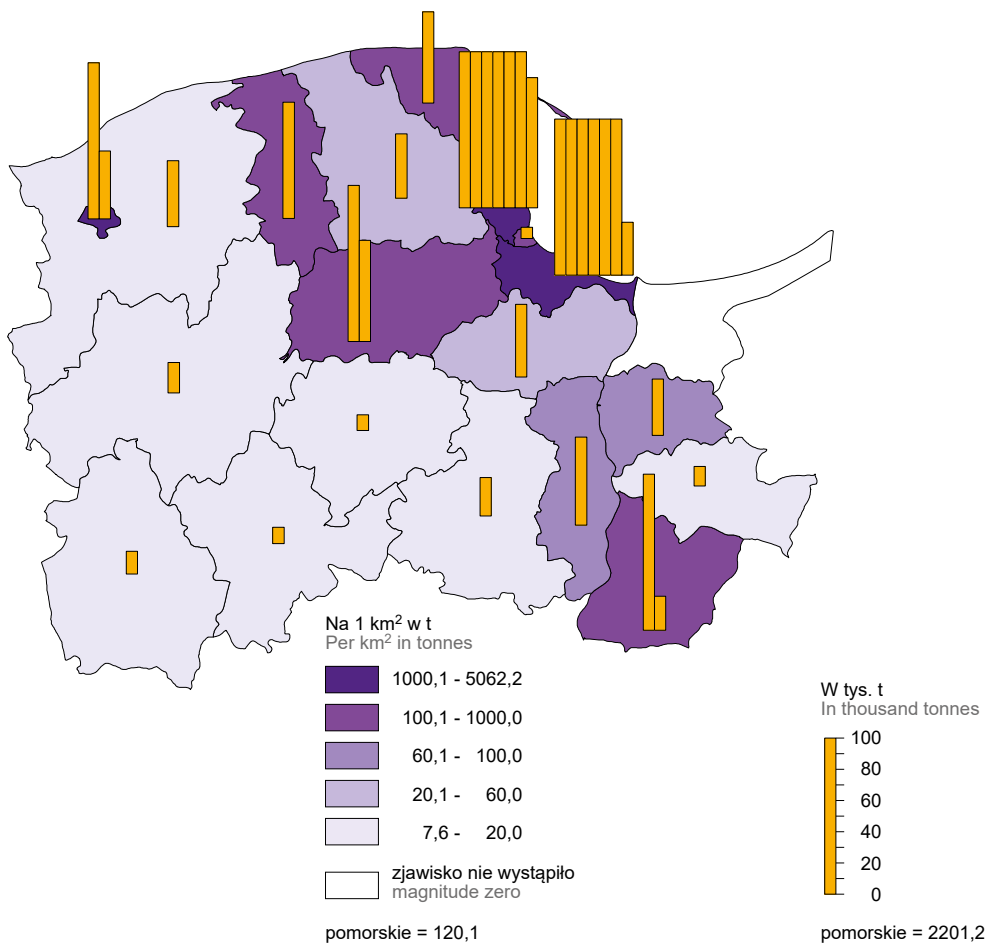 Na 1 km² w t
Per km² in tonnes
1000,1 - 5062,2
100,1 - 1000,0
60,1 - 100,0
20,1 - 60,0
7,6 - 20,0
zjawisko nie wystąpiło
magnitude zero
pomorskie = 120,1
W tys. t
In thousand tonnes
100
80
60
40
20
0
pomorskie = 2201,2